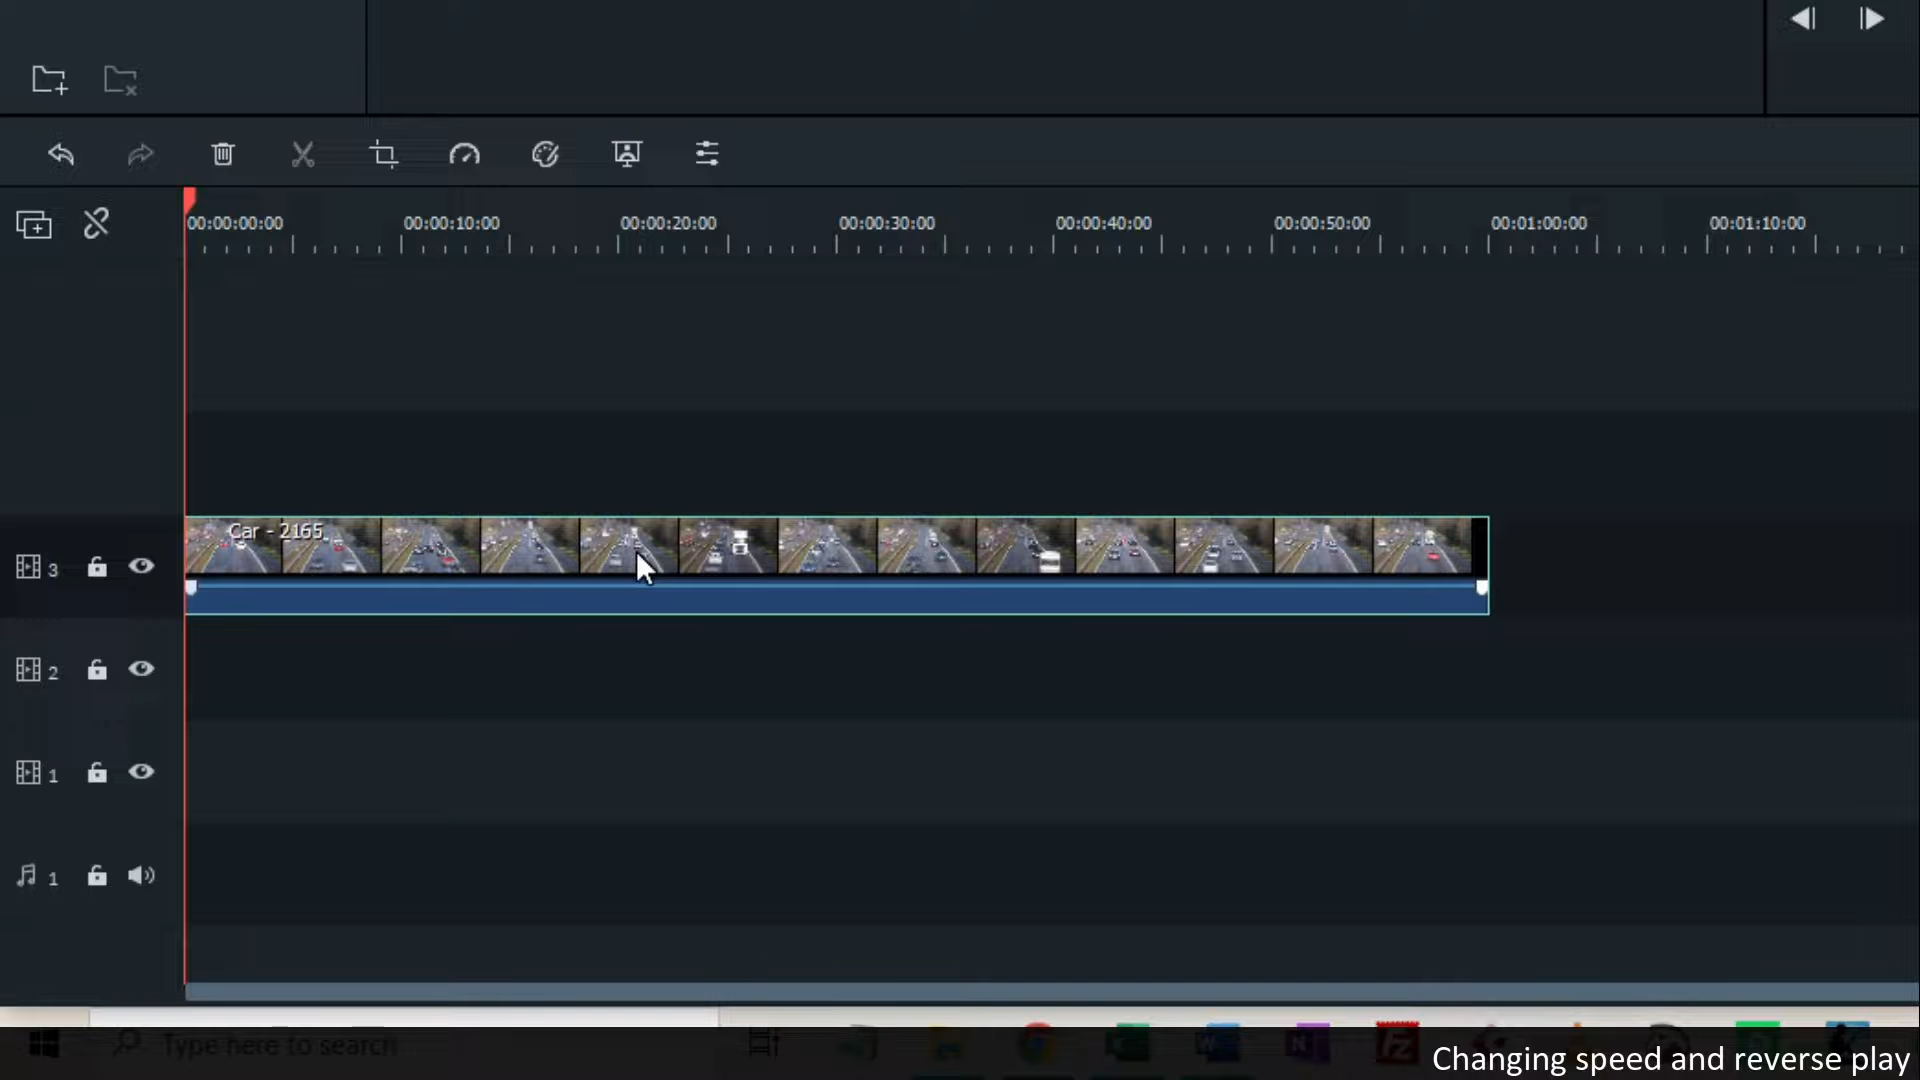 00:00:00:00 00:00:10:00 00:00:20:00 00:00:30:00 00:00:40:00 00:00:50:00 00:01:00:00 00:01:10:00
Car - 2165
3
2
1
1
Type here to search
Changing speed and reverse play